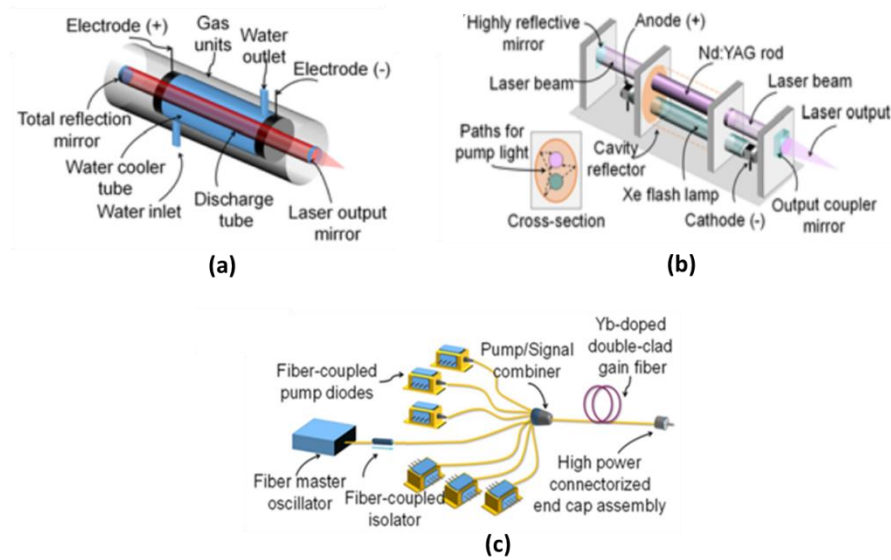 Electrode (+)
Gas
units
Water
outlet
Electrode (-)
Total reflection
mirror
Water cooler
tube
Water inlet
Discharge
tube
Laser output
mirror
(a)
Highly reflective
mirror
Anode (+)
Nd:YAG rod
Laser beam
Laser beam
Laser output
Paths for
pump light
Cavity
reflector
Xe flash lamp
Cathode (-)
Output coupler
mirror
Cross-section
(b)
Fiber-coupled
pump diodes
Pump/Signal
combiner
Yb-doped
double-clad
gain fiber
Fiber master
oscillator
Fiber-coupled
isolator
High power
connectorized
end cap assembly
(c)